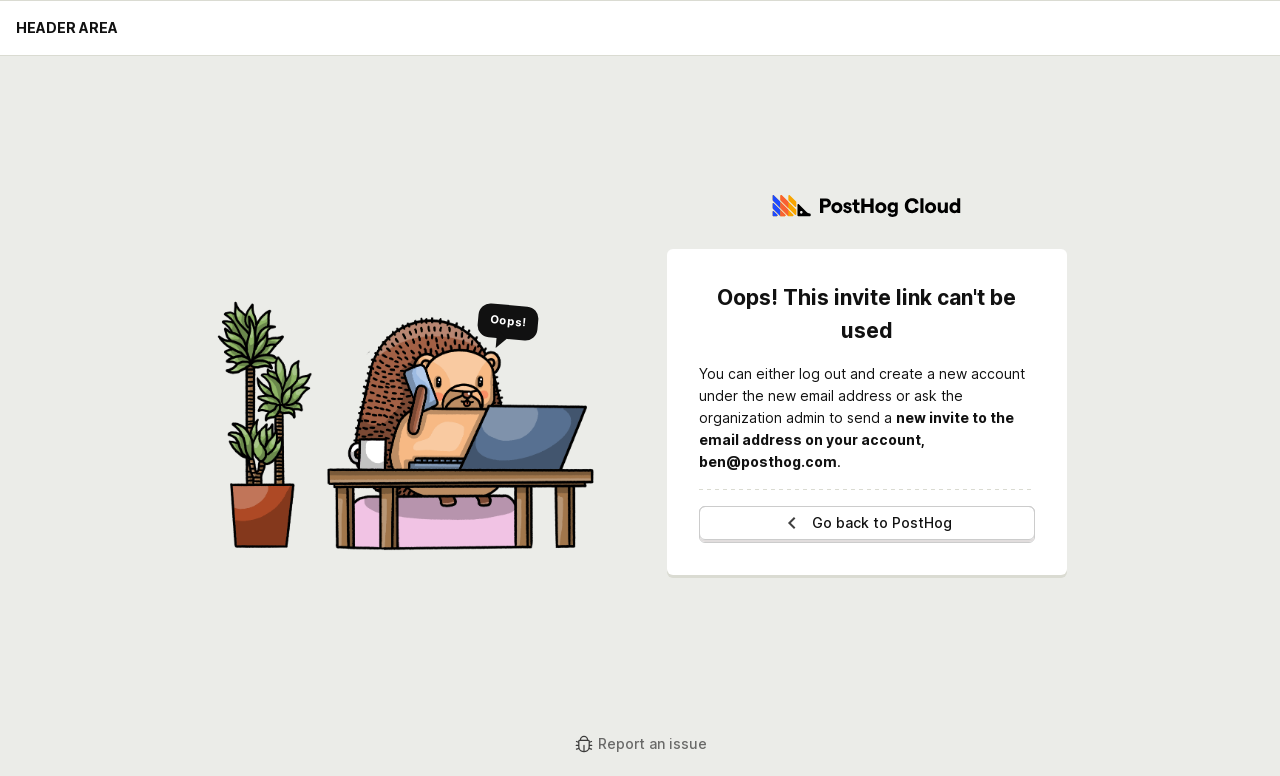 HEADER AREA
PostHog Cloud
Oops!
Oops! This invite link can't be
used
You can either log out and create a new account
under the new email address or ask the
organization admin to send a new invite to the
email address on your account,
ben@posthog.com.
Go back to PostHog
Report an issue